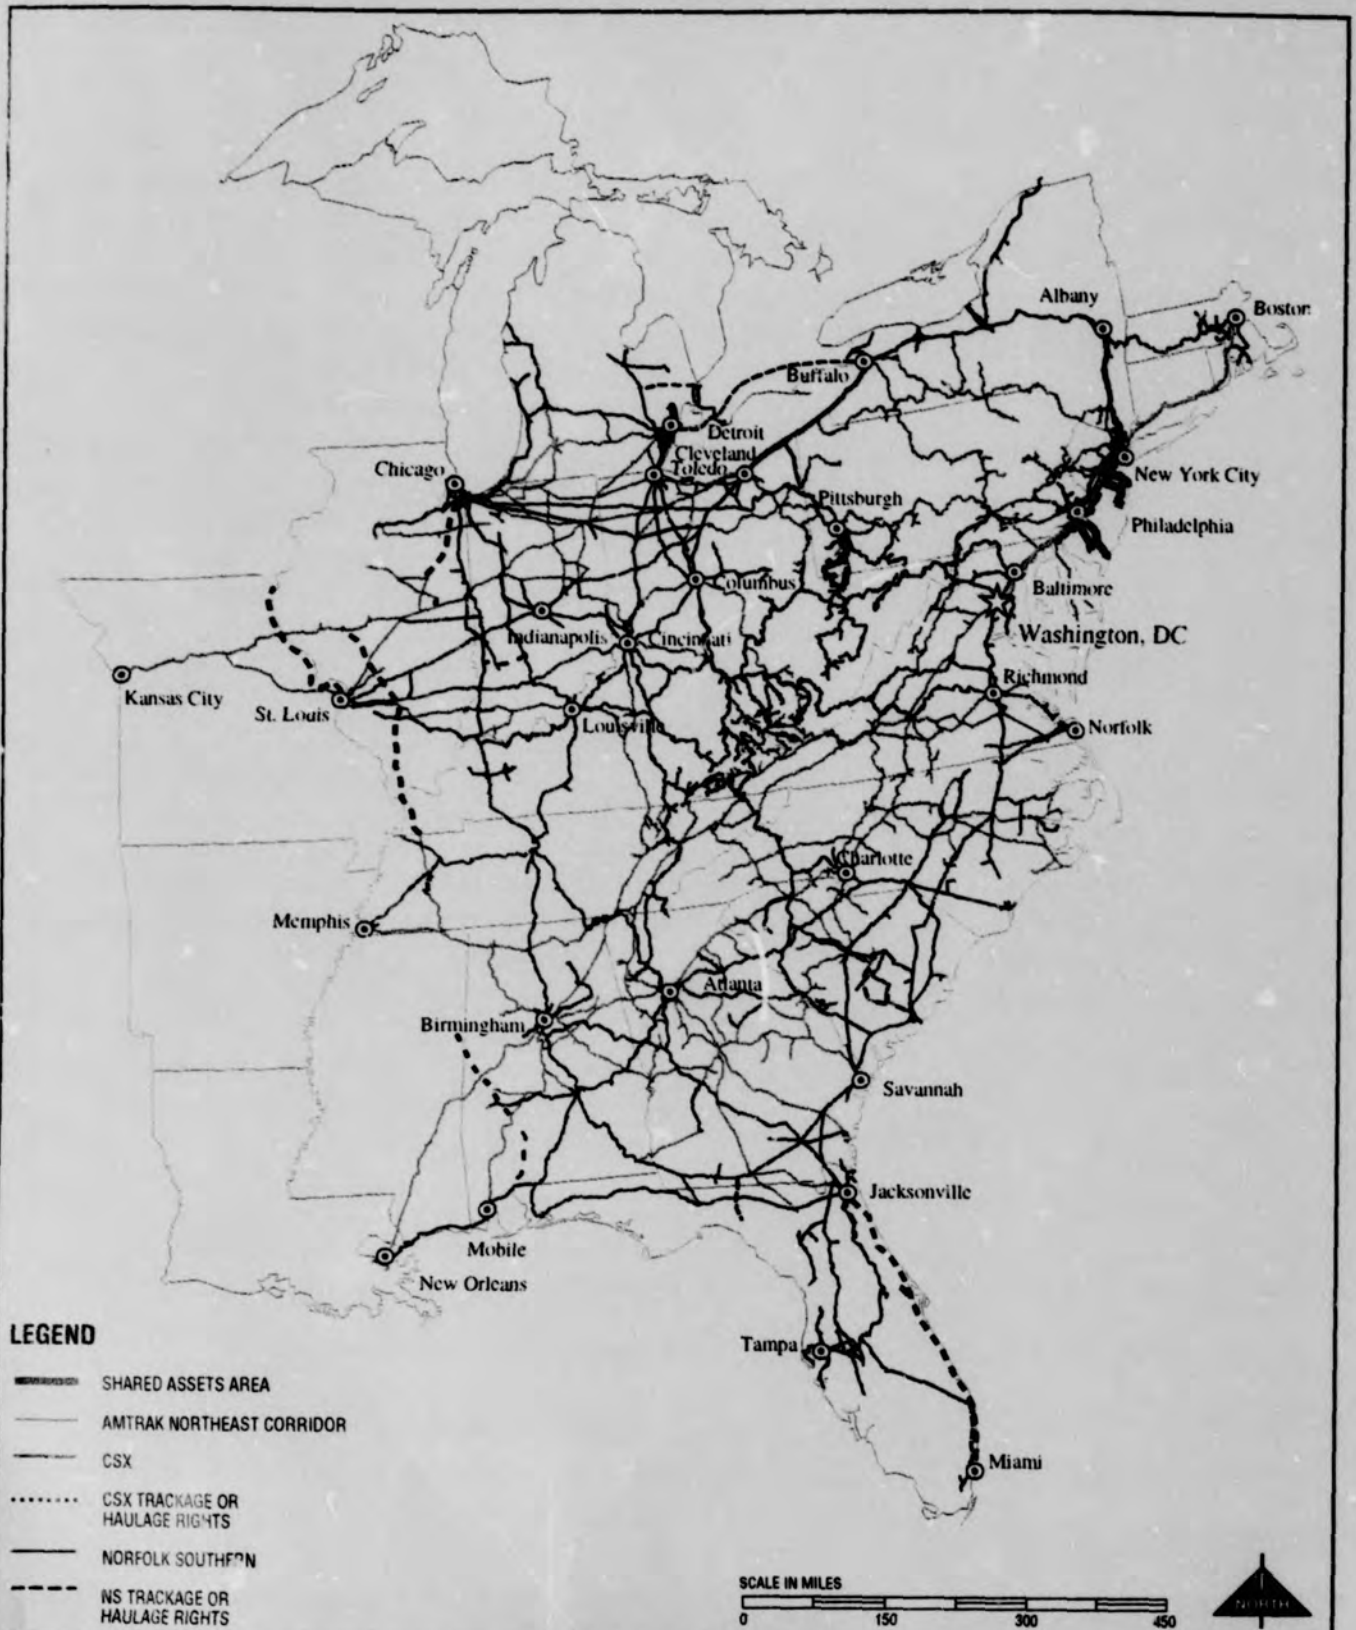 Albany
Boston
Buffalo
Detroit
Cleveland
Toledo
Chicago
New York City
Pittsburgh
Philadelphia
Columbus
Baltimore
Indianapolis
Cincinnati
Washington, DC
Richmond
Kansas City
St. Louis
Louisville
Norfolk
Charlotte
Memphis
Atlanta
Birmingham
Savannah
Jacksonville
Mobile
New Orleans
Tampa
Miami
LEGEND
SHARED ASSETS AREA
AMTRAK NORTHEAST CORRIDOR
CSX
CSX TRACKAGE OR
HAULAGE RIGHTS
NORFOLK SOUTHERN
NS TRACKAGE OR
HAULAGE RIGHTS
SCALE IN MILES
0 150 300 450
NORTH